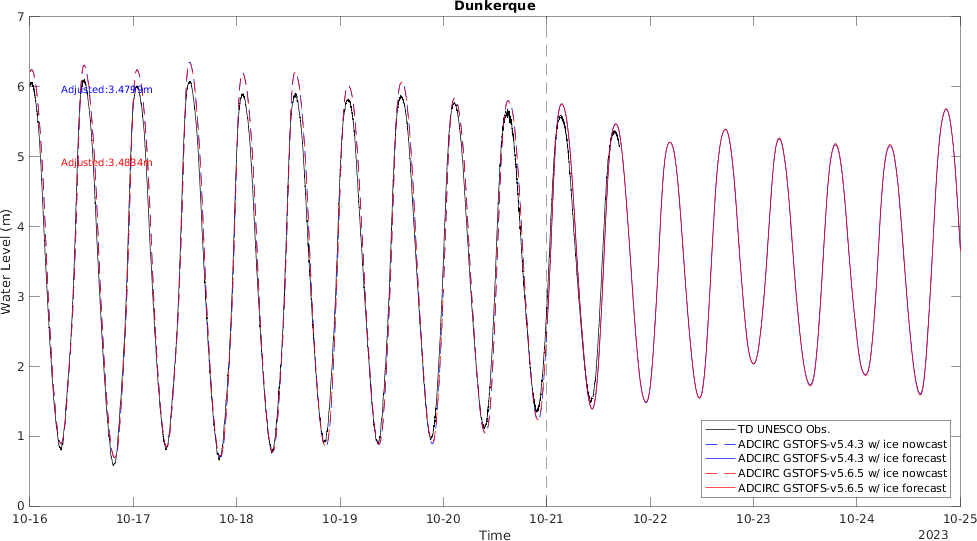 Dunkerque
7
6
5
4
3
2
1
0
Water Level (m)
Adjusted:3.4799m
Adjusted:3.4834m
TD UNESCO Obs.
ADCIRC GSTOFS-v5.4.3 w/ ice nowcast
ADCIRC GSTOFS-v5.4.3 w/ ice forecast
ADCIRC GSTOFS-v5.6.5 w/ ice nowcast
ADCIRC GSTOFS-v5.6.5 w/ ice forecast
10-16 10-17 10-18 10-19 10-20 10-21 10-22 10-23 10-24 10-25
Time
2023